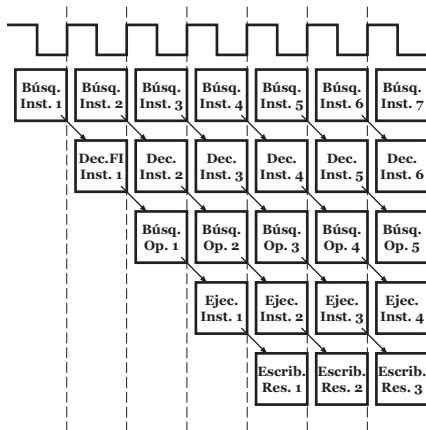 Búsq.
Inst. 1
Búsq.
Inst. 2
Búsq.
Inst. 3
Búsq.
Inst. 4
Búsq.
Inst. 5
Búsq.
Inst. 6
Búsq.
Inst. 7
Dec.FI
Inst. 1
Dec.
Inst. 2
Dec.
Inst. 3
Dec.
Inst. 4
Dec.
Inst. 5
Dec.
Inst. 6
Búsq.
Op. 1
Búsq.
Op. 2
Búsq.
Op. 3
Búsq.
Op. 4
Búsq.
Op. 5
Ejec.
Inst. 1
Ejec.
Inst. 2
Ejec.
Inst. 3
Ejec.
Inst. 4
Escrib.
Res. 1
Escrib.
Res. 2
Escrib.
Res. 3